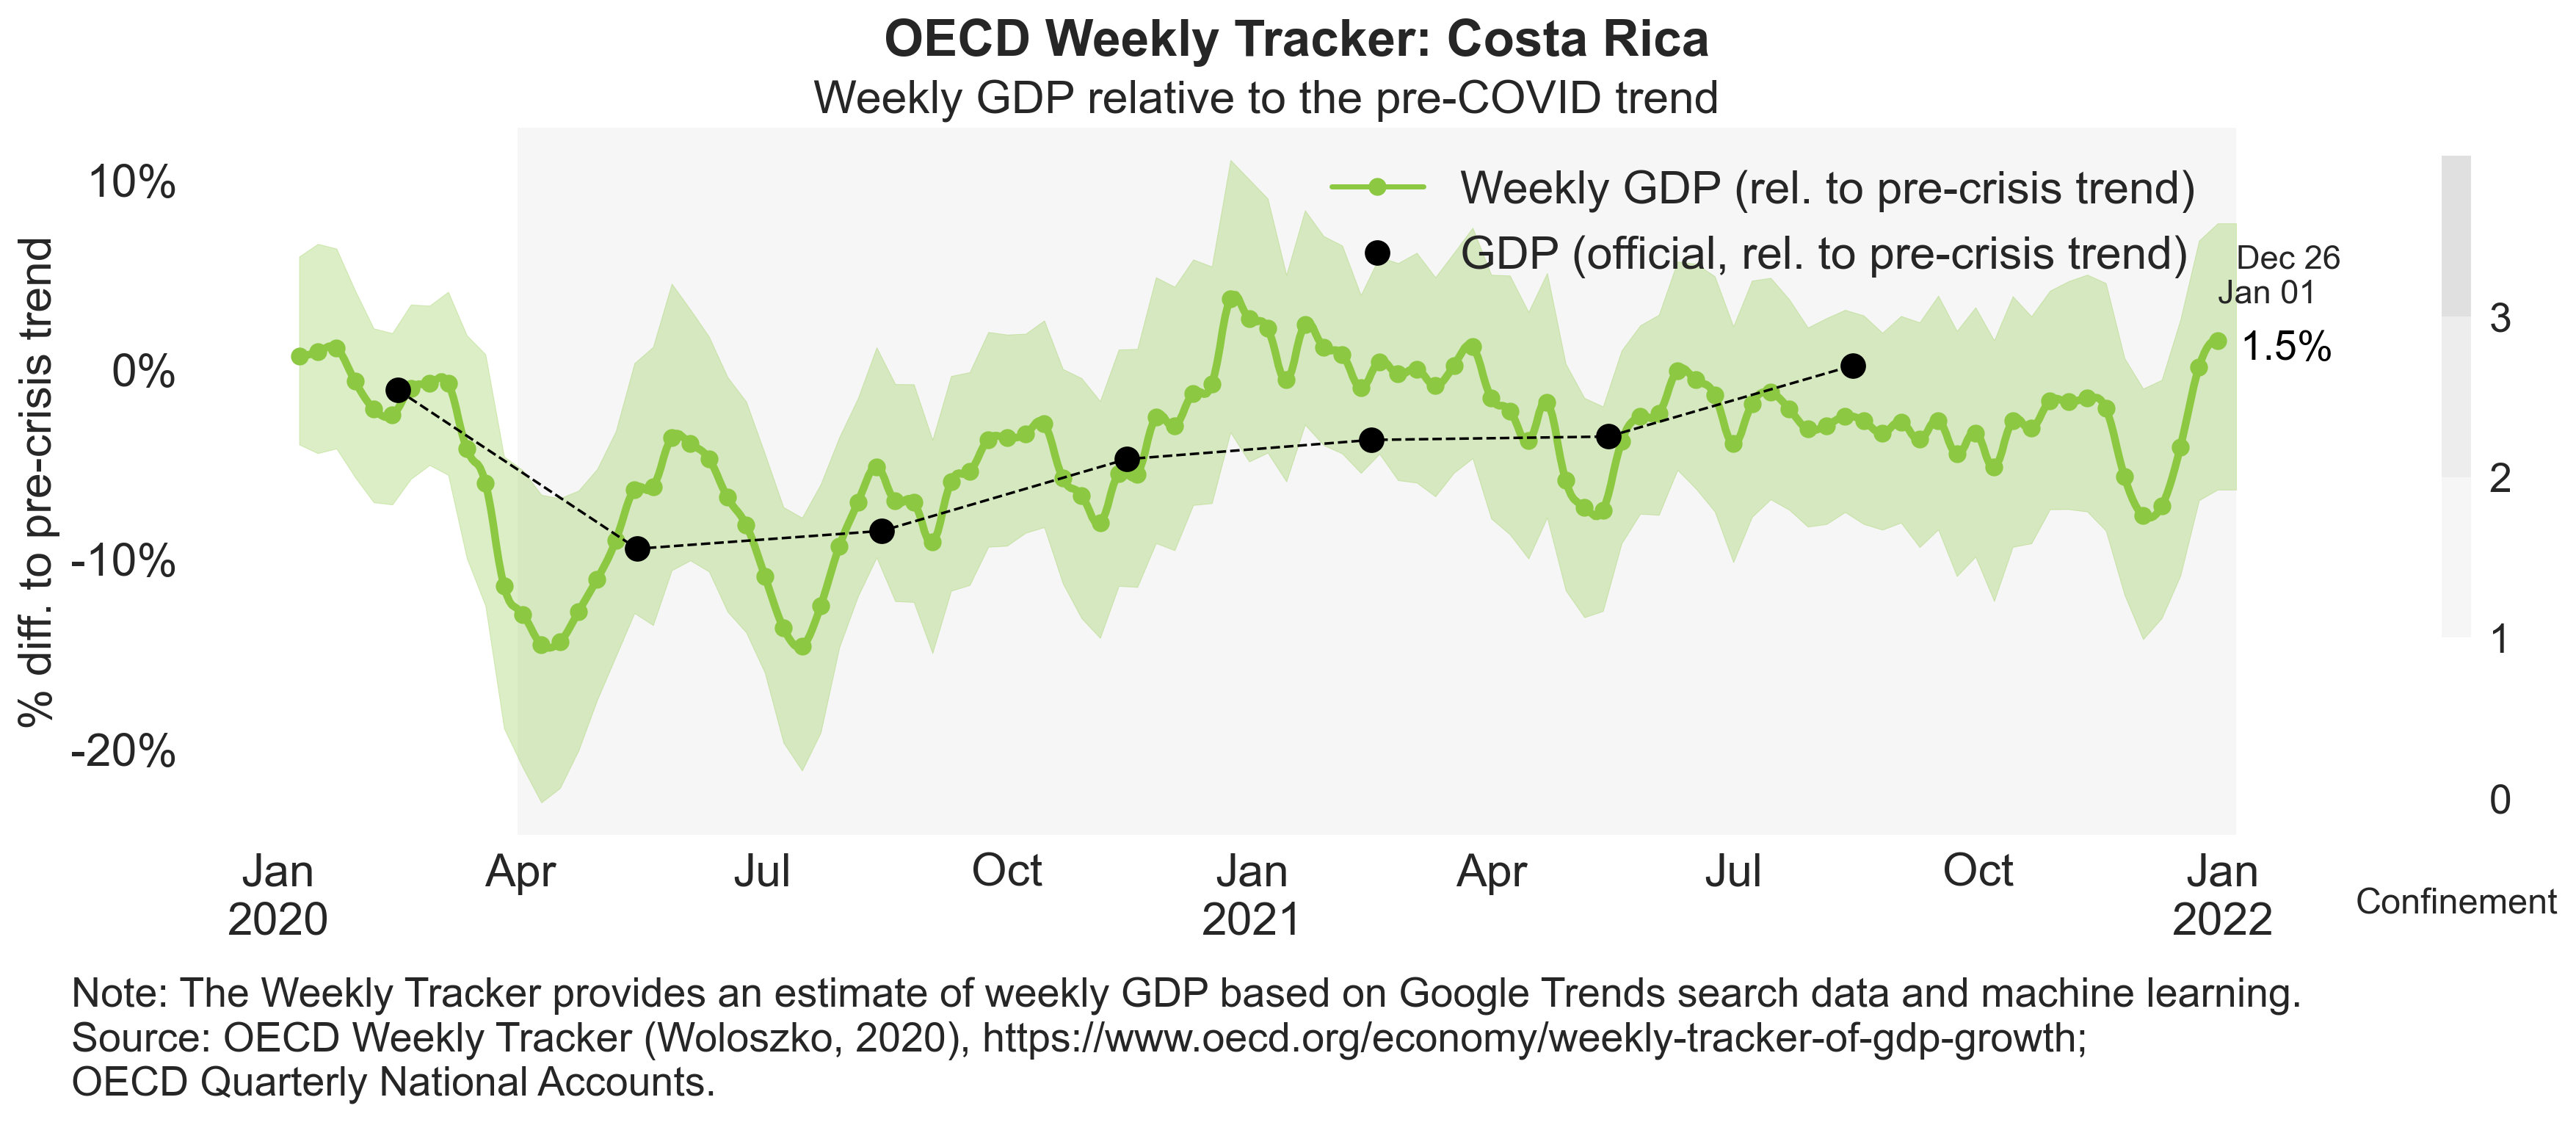 OECD Weekly Tracker: Costa Rica
Weekly GDP relative to the pre-COVID trend
% diff. to pre-crisis trend
10%
0%
-10%
-20%
Weekly GDP (rel. to pre-crisis trend)
GDP (official, rel. to pre-crisis trend)
Dec 26
Jan 01
1.5%
3
2
1
0
Confinement
Jan Apr Jul Oct Jan Apr Jul Oct Jan
2020 2021 2022
Note: The Weekly Tracker provides an estimate of weekly GDP based on Google Trends search data and machine learning.
Source: OECD Weekly Tracker (Woloszko, 2020), https://www.oecd.org/economy/weekly-tracker-of-gdp-growth;
OECD Quarterly National Accounts.